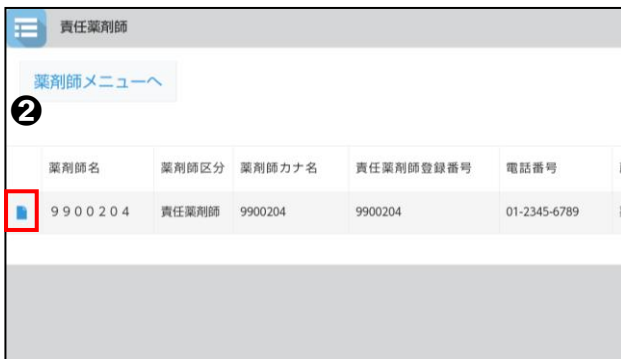 責任薬剤師
薬剤師メニューへ
❷
薬剤師名 薬剤師区分 薬剤師カナ名 責任薬剤師登録番号 電話番号
９９００２０４ 責任薬剤師 9900204 9900204 01-2345-6789